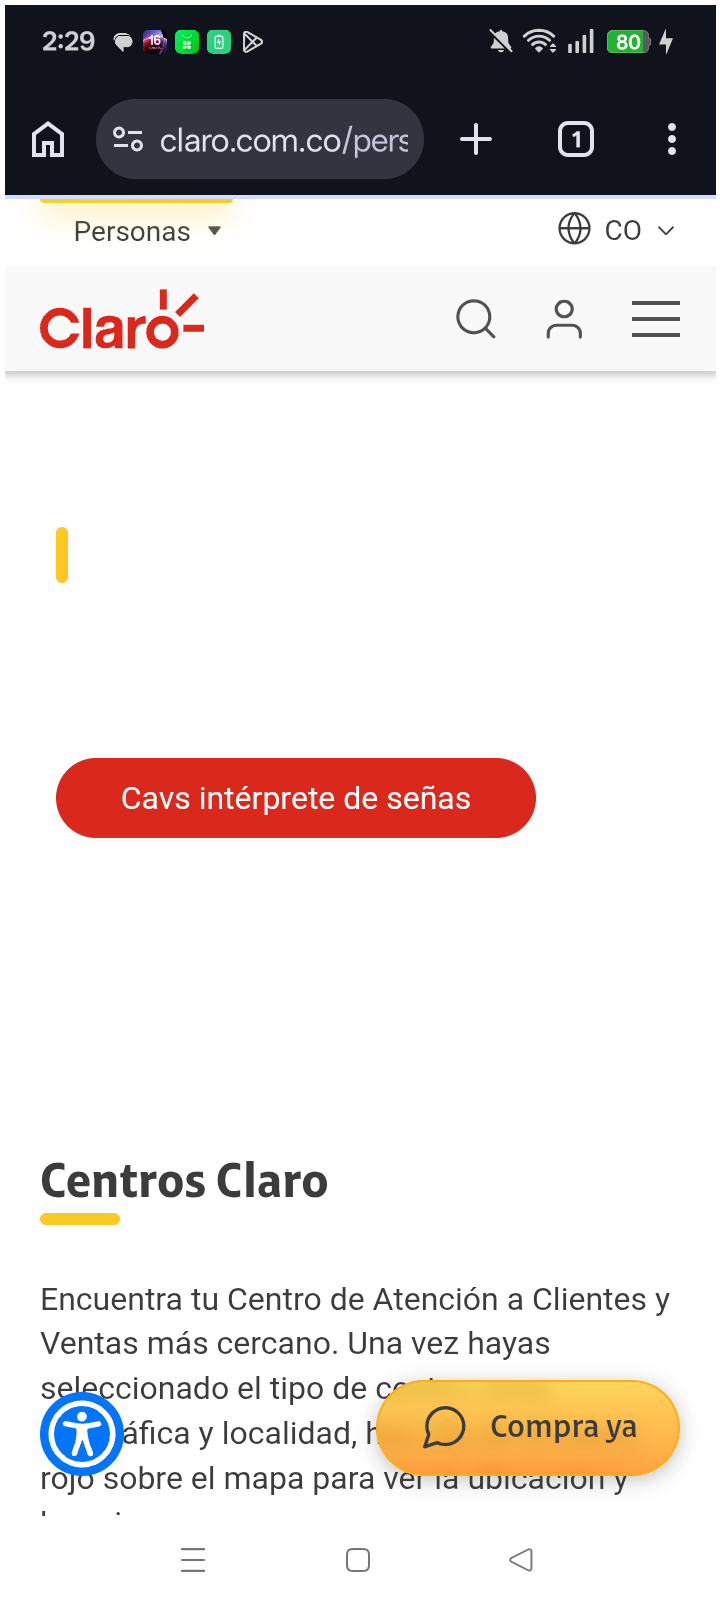 2:29
16
80
claro.com.co/pers
1
Personas
CO
Claro
Cavs intérprete de señas
Centros Claro
Encuentra tu Centro de Atención a Clientes y
Ventas más cercano. Una vez hayas
seleccionado el tipo de
áfica y localidad,
Compra ya
rojo sobre el mapa para ver la ubicación y